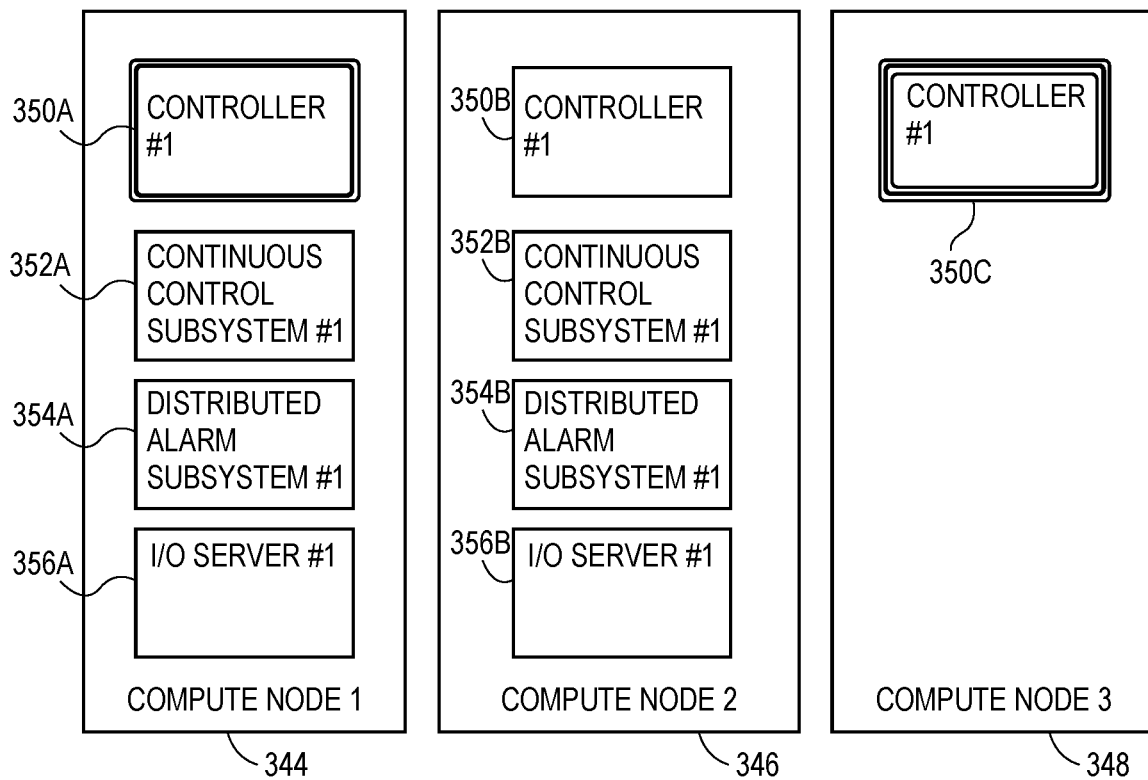 350A
CONTROLLER
#1
352A
CONTINUOUS
CONTROL
SUBSYSTEM #1
354A
DISTRIBUTED
ALARM
SUBSYSTEM #1
356A
I/O SERVER #1
COMPUTE NODE 1
344
350B
CONTROLLER
#1
352B
CONTINUOUS
CONTROL
SUBSYSTEM #1
354B
DISTRIBUTED
ALARM
SUBSYSTEM #1
356B
I/O SERVER #1
COMPUTE NODE 2
346
CONTROLLER
#1
350C
COMPUTE NODE 3
348